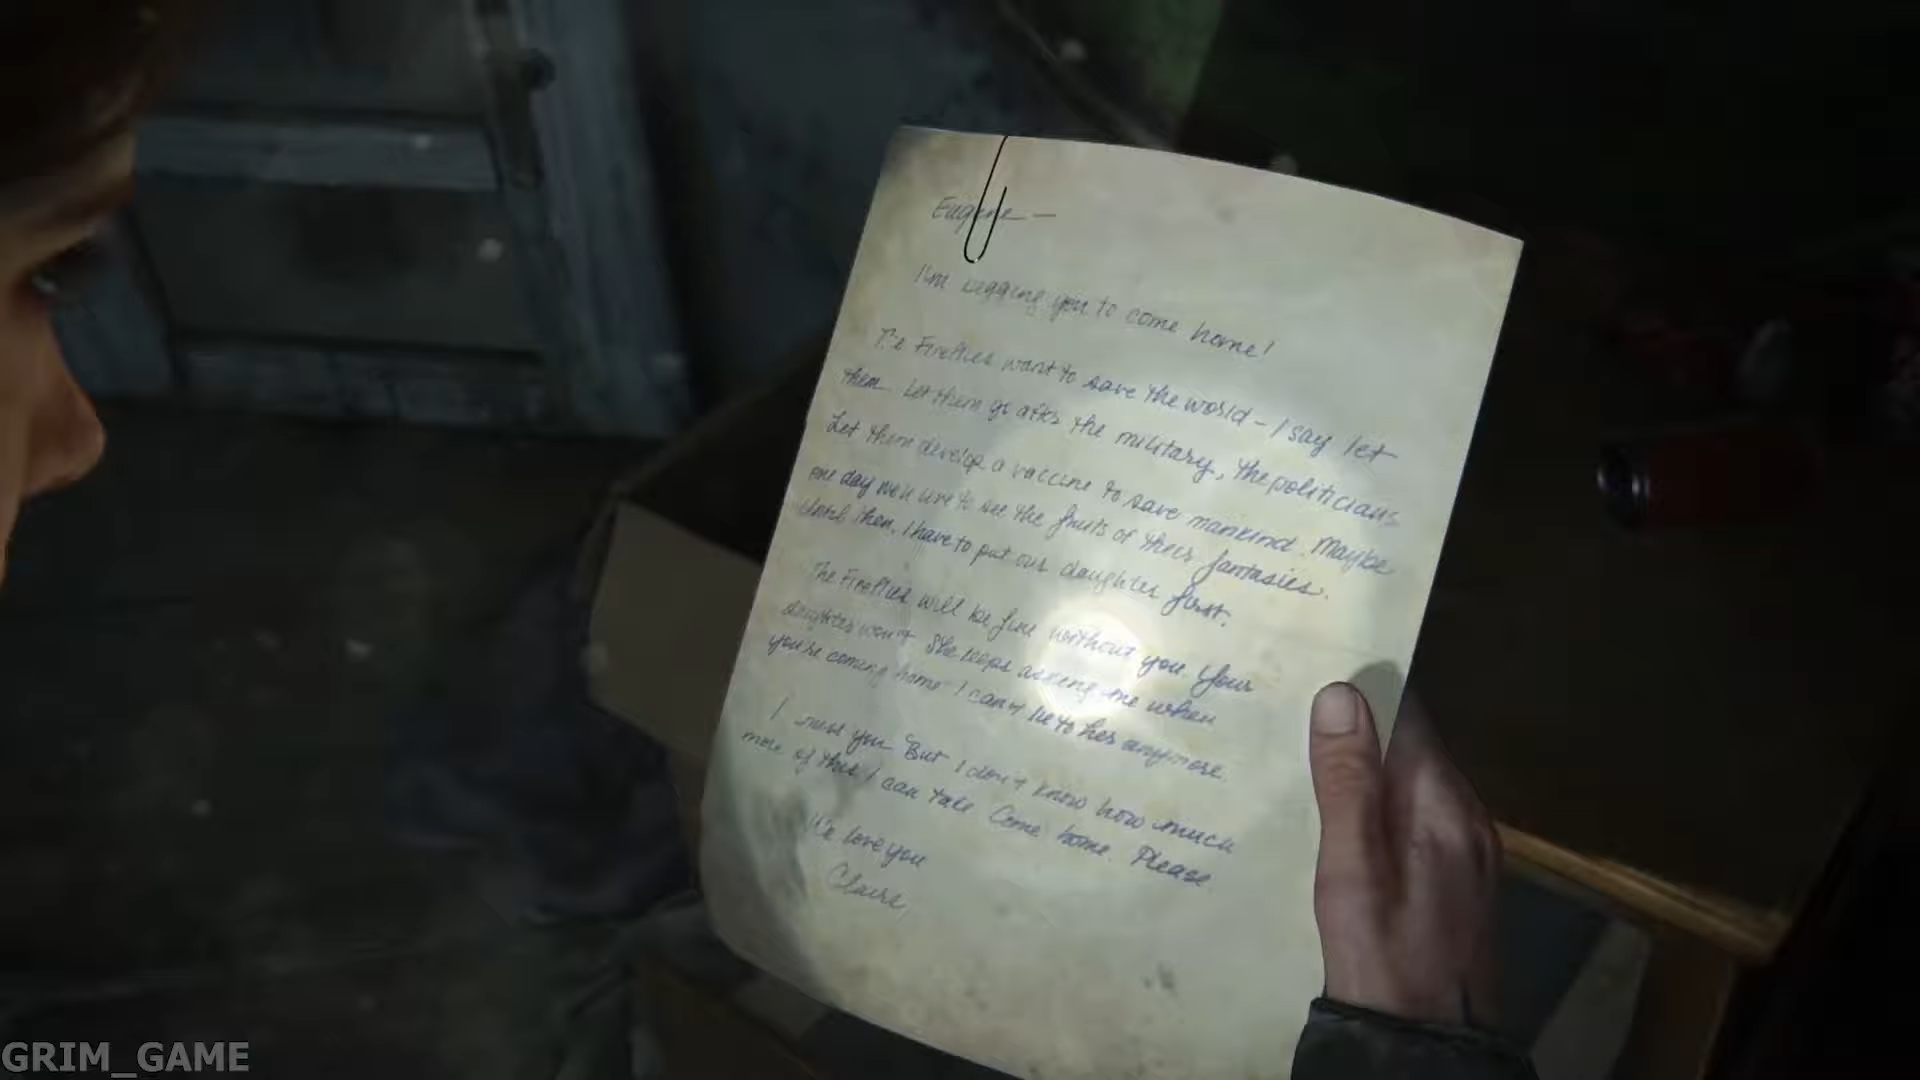 Eugene —
I'm begging you to come home!
The Fireflies want to save the world – I say let
them. Let them go after the military, the politicians.
Let them develop a vaccine to save mankind. Maybe
one day we'll live to see the fruits of their fantasies.
Until then, I have to put our daughter first.
The Fireflies will be fine without you. Your
daughter won't. She keeps asking me when
you're coming home. I can't lie to her anymore.
I miss you. But I don't know how much
more of this I can take. Come home. Please.
We love you
Claire
GRIM_GAME